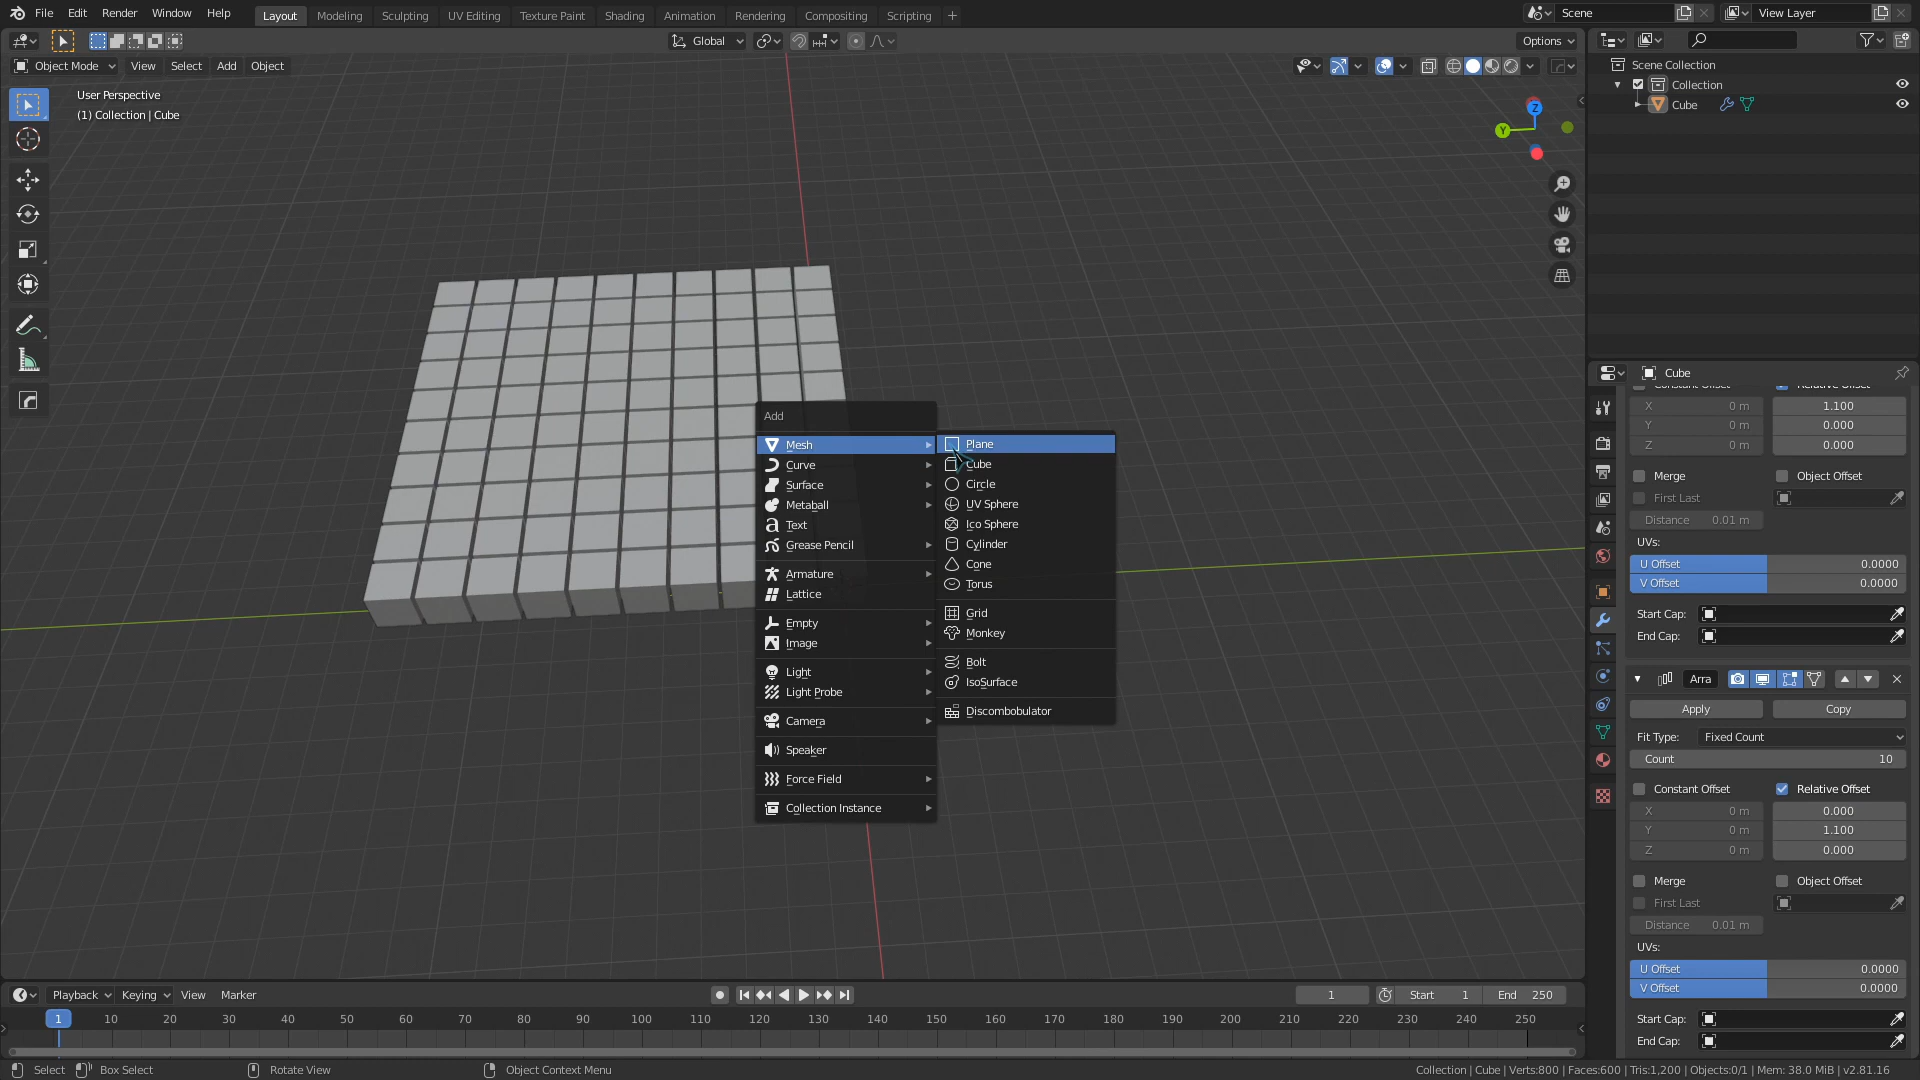 File Edit Render Window Help Layout Modeling Sculpting UV Editing Texture Paint Shading Animation Rendering Compositing Scripting + Scene View Layer
Global Options
Object Mode View Select Add Object
User Perspective
(1) Collection | Cube
Z
Y
Scene Collection
Collection
Cube
Cube
X 0 m 1.100
Y 0 m 0.000
Z 0 m 0.000
Merge Object Offset
First Last
Distance 0.01 m
UVs:
U Offset 0.0000
V Offset 0.0000
Start Cap:
End Cap:
Arra
Apply Copy
Fit Type: Fixed Count
Count 10
Constant Offset Relative Offset
X 0 m 0.000
Y 0 m 1.100
Z 0 m 0.000
Merge Object Offset
First Last
Distance 0.01 m
UVs:
U Offset 0.0000
V Offset 0.0000
Start Cap:
End Cap:
Add
Mesh
Curve
Surface
Metaball
Text
Grease Pencil
Armature
Lattice
Empty
Image
Light
Light Probe
Camera
Speaker
Force Field
Collection Instance
Plane
Cube
Circle
UV Sphere
Ico Sphere
Cylinder
Cone
Torus
Grid
Monkey
Bolt
IsoSurface
Discombobulator
Playback Keying View Marker 1 Start 1 End 250
1 10 20 30 40 50 60 70 80 90 100 110 120 130 140 150 160 170 180 190 200 210 220 230 240 250
Select Box Select Rotate View Object Context Menu Collection | Cube | Verts:800 | Faces:600 | Tris:1,200 | Objects:0/1 | Mem: 38.0 MiB | v2.81.16